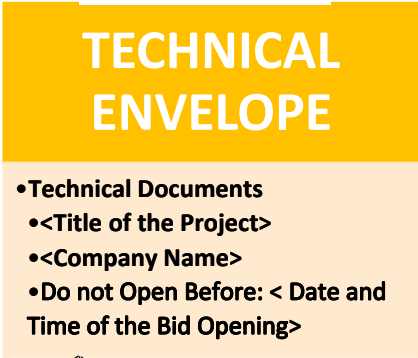 TECHNICAL
ENVELOPE
•Technical Documents
•<Title of the Project>
•<Company Name>
•Do not Open Before: < Date and
Time of the Bid Opening>